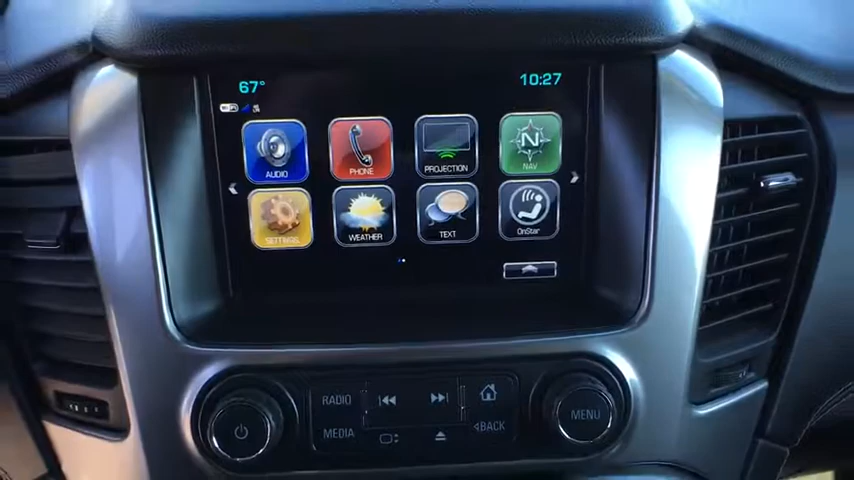 67°
10:27
AUDIO
PHONE
PROJECTION
N
NAV
SETTINGS
WEATHER
TEXT
OnStar
RADIO
MEDIA
BACK
MENU